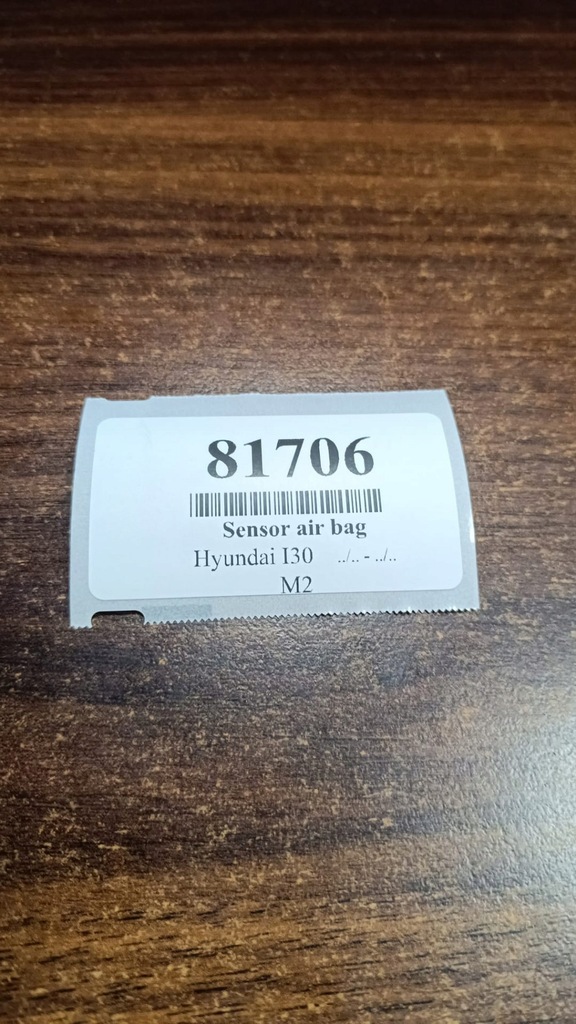 81706
Sensor air bag
Hyundai I30 ../.. - ../..
M2